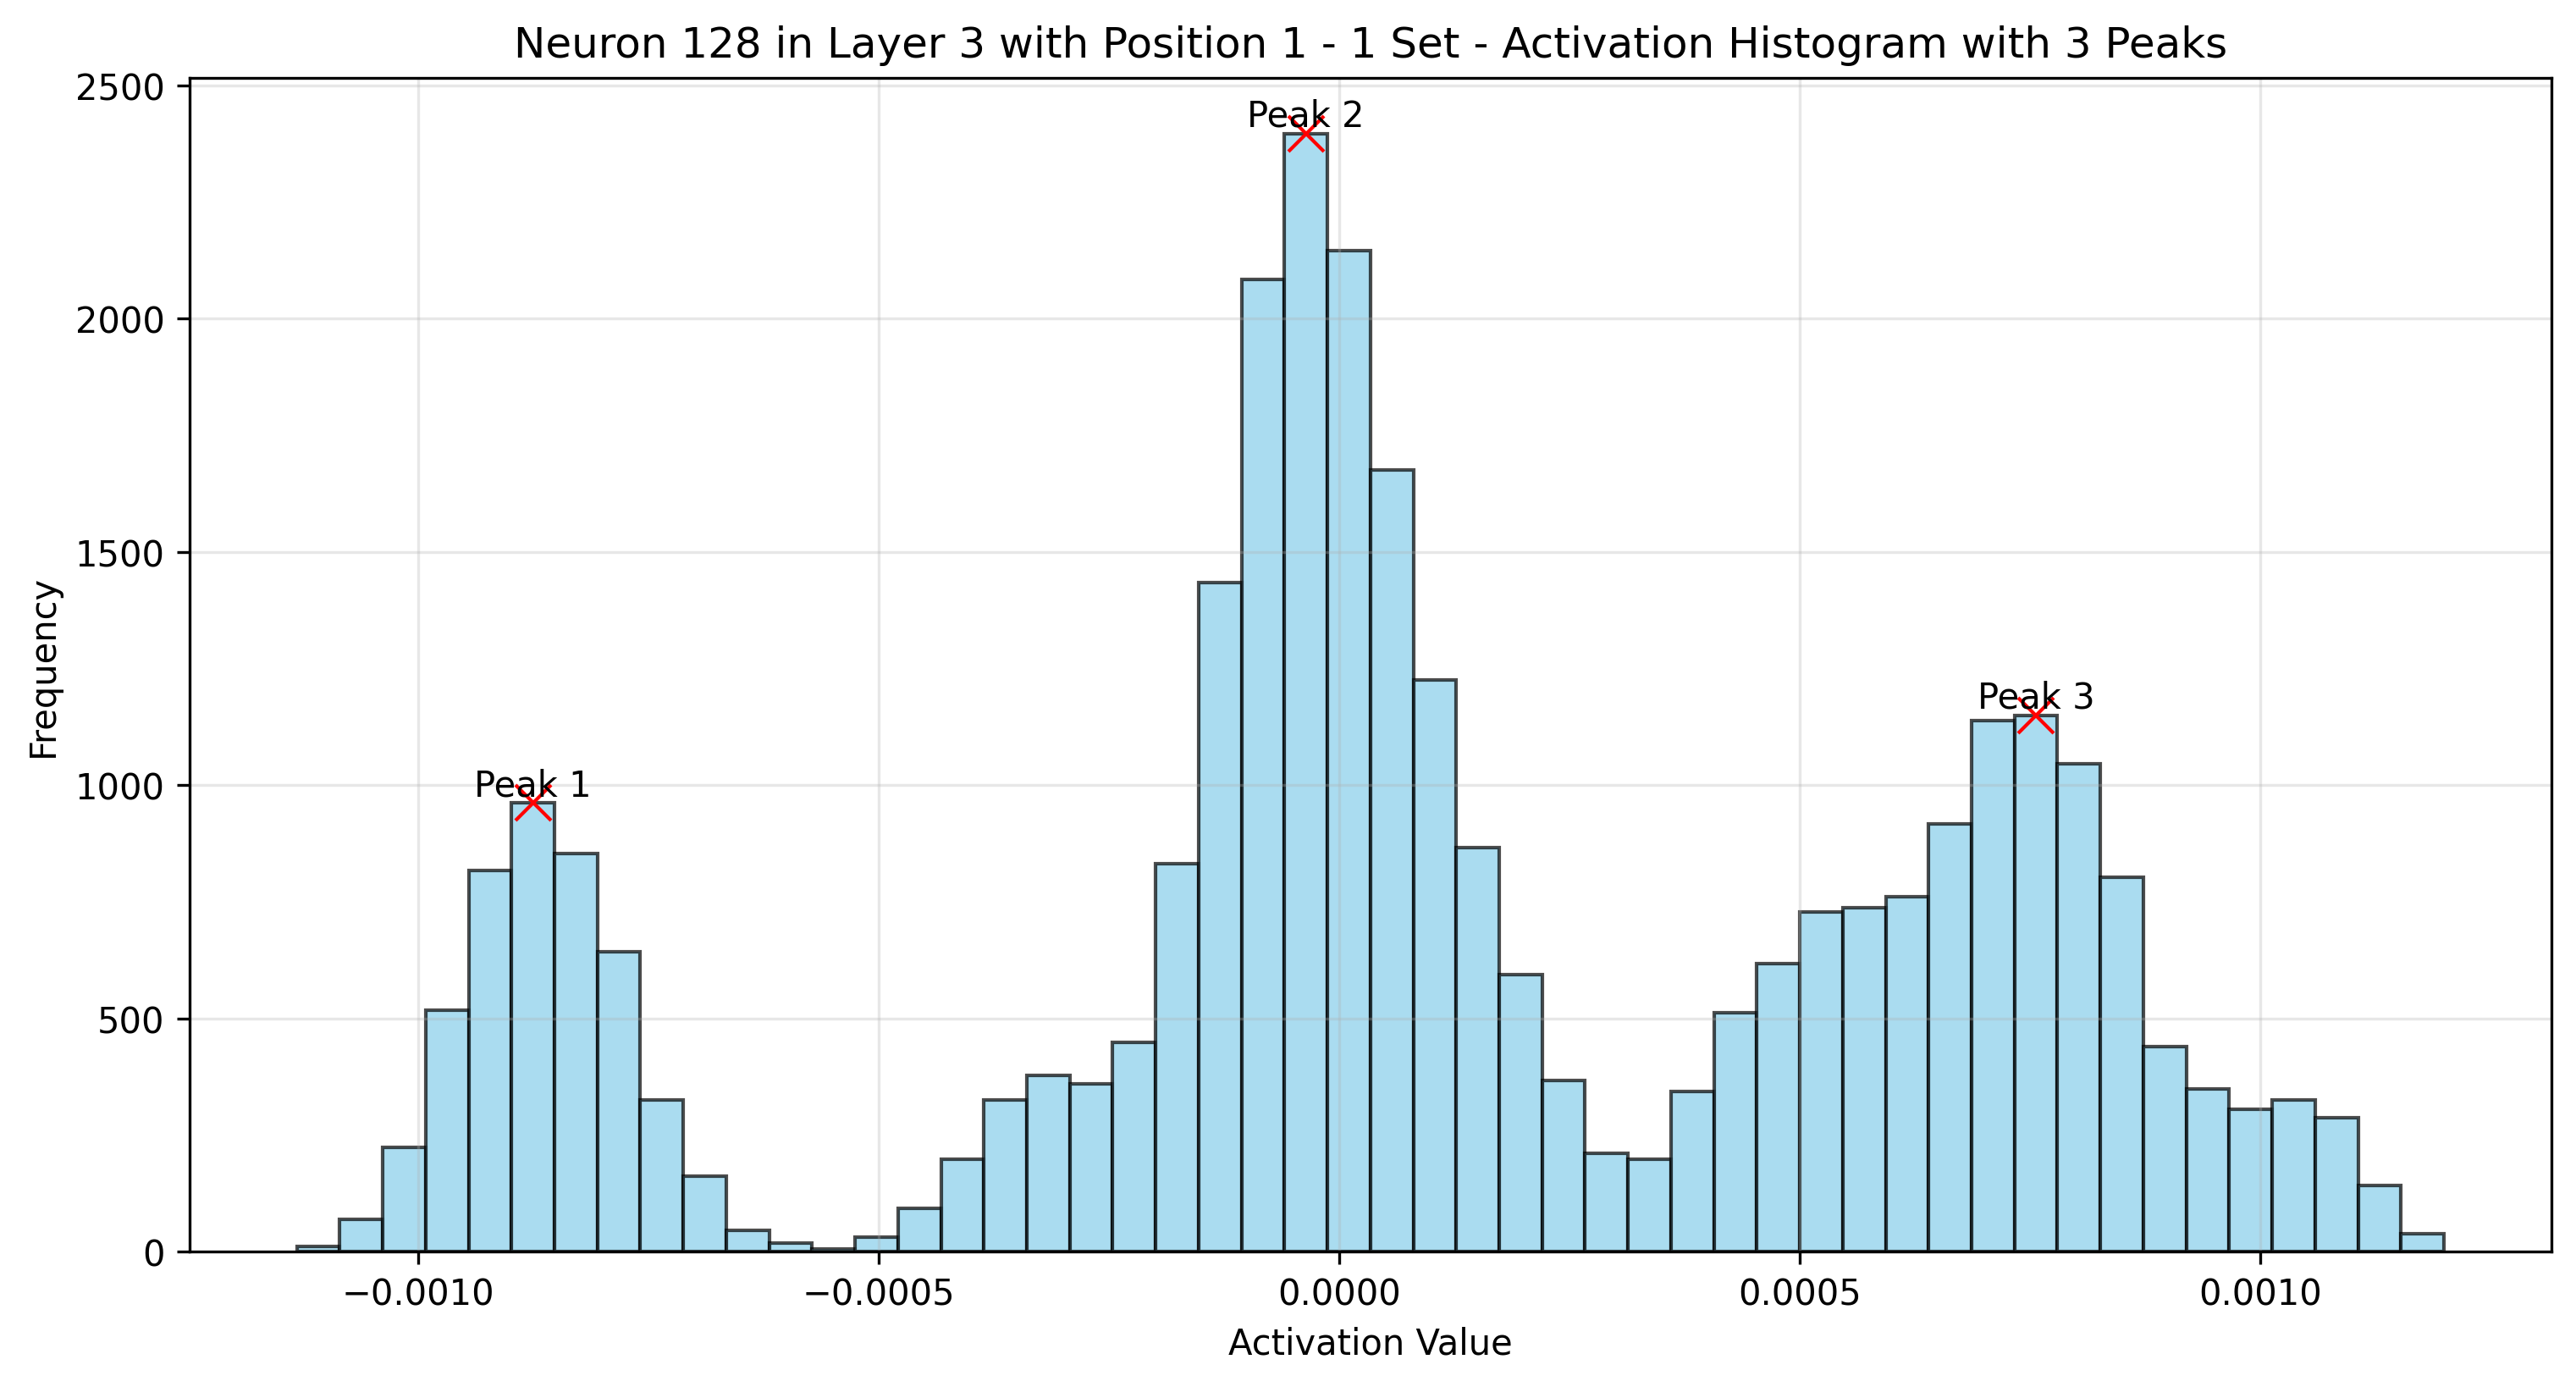 Neuron 128 in Layer 3 with Position 1 - 1 Set - Activation Histogram with 3 Peaks
2500
Peak 2
2000
1500
Frequency
Peak 3
Peak 1
1000
500
0
−0.0010 −0.0005 0.0000 0.0005 0.0010
Activation Value